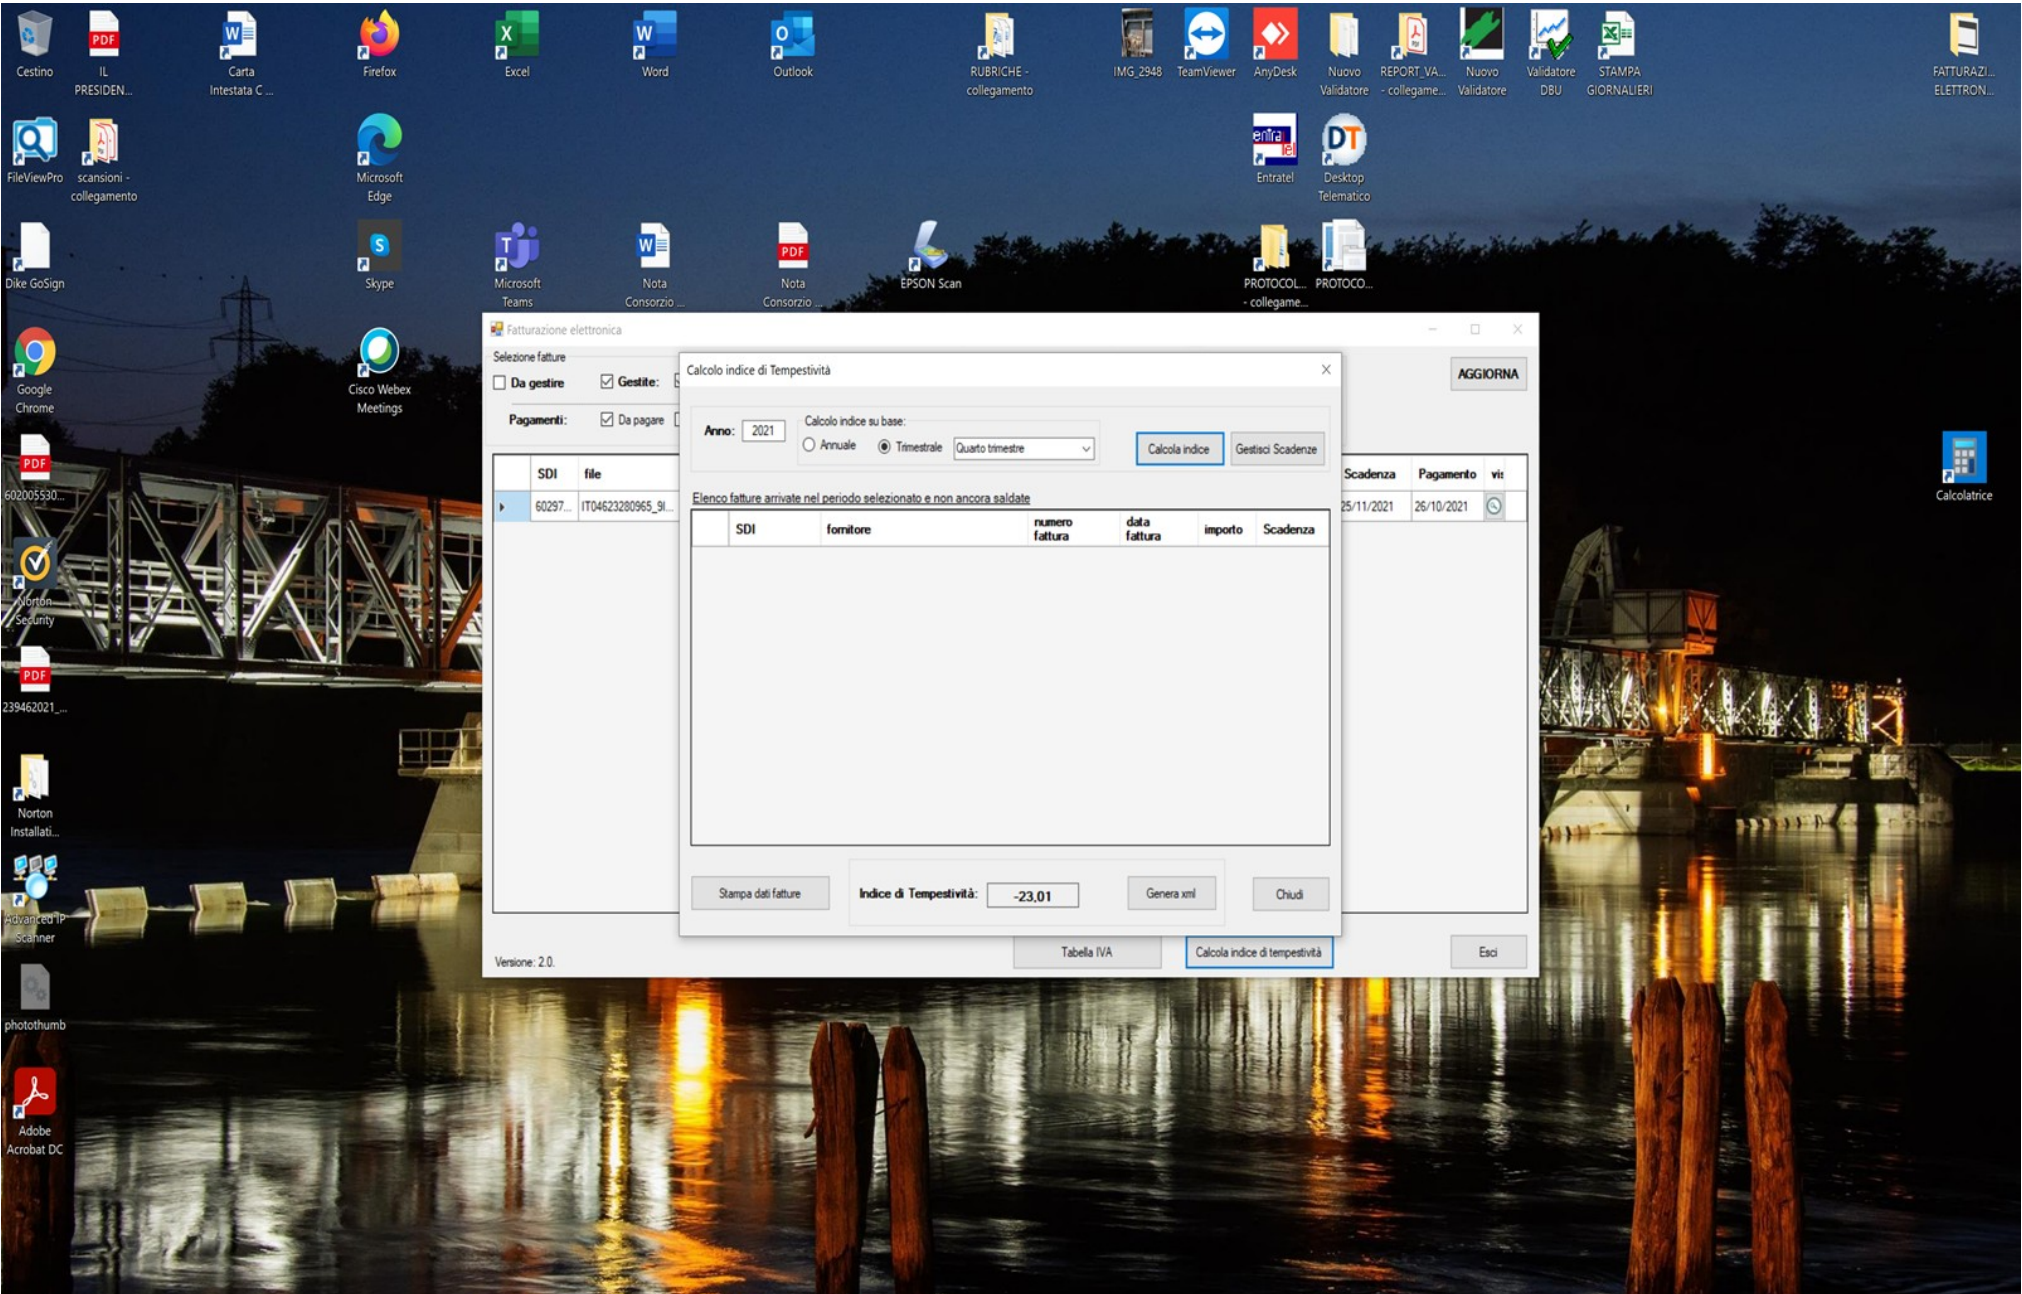 Cestino
IL
PRESIDEN...
Carta
Intestata C ...
Firefox
Excel
Word
Outlook
RUBRICHE -
collegamento
IMG_2948
TeamViewer
AnyDesk
Nuovo
Validatore
REPORT_VA...
- collegame...
Nuovo
Validatore
Validatore
DBU
STAMPA
GIORNALIERI
FATTURAZI...
ELETTRON...
FileViewPro
scansioni -
collegamento
Microsoft
Edge
Entratel
Desktop
Telematico
Dike GoSign
Skype
Microsoft
Teams
Nota
Consorzio ...
Nota
Consorzio ...
EPSON Scan
PROTOCOL...
- collegame...
PROTOCO...
Google
Chrome
Cisco Webex
Meetings
602005530...
Norton
Security
239462021_...
Norton
Installati...
Advanced IP
Scanner
photothumb
Adobe
Acrobat DC
Calcolatrice
Fatturazione elettronica
Selezione fatture
Da gestire
Gestite:
AGGIORNA
Pagamenti:
Da pagare
SDI file
Scadenza Pagamento
60297... IT04623280965_9I...
25/11/2021 26/10/2021
Calcolo indice di Tempestività
Anno: 2021
Calcolo indice su base:
Annuale
Trimestrale
Quarto trimestre
Calcola indice
Gestisci Scadenze
Elenco fatture arrivate nel periodo selezionato e non ancora saldate
SDI
fornitore
numero
fattura
data
fattura
importo
Scadenza
Stampa dati fatture
Indice di Tempestività: -23,01
Genera xml
Chiudi
Versione: 2.0.
Tabella IVA
Calcola indice di tempestività
Esci